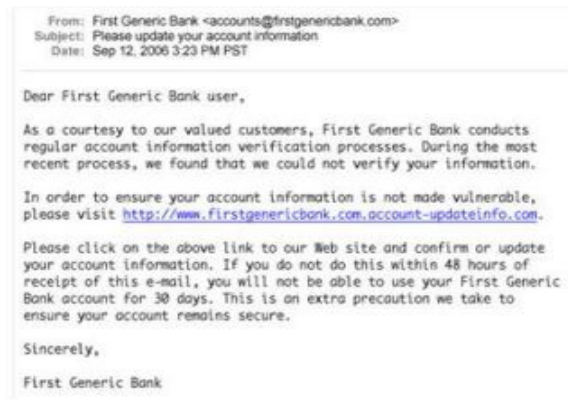 From: First Generic Bank <accounts@firstgenericbank.com>
Subject: Please update your account information
Date: Sep 12, 2006 3:23 PM PST
Dear First Generic Bank user,
As a courtesy to our valued customers, First Generic Bank conducts
regular account information verification processes. During the most
recent process, we found that we could not verify your information.
In order to ensure your account information is not made vulnerable,
please visit http://www.firstgenericbank.com.account-updateinfo.com.
Please click on the above link to our Web site and confirm or update
your account information. If you do not do this within 48 hours of
receipt of this e-mail, you will not be able to use your First Generic
Bank account for 30 days. This is an extra precaution we take to
ensure your account remains secure.
Sincerely,
First Generic Bank